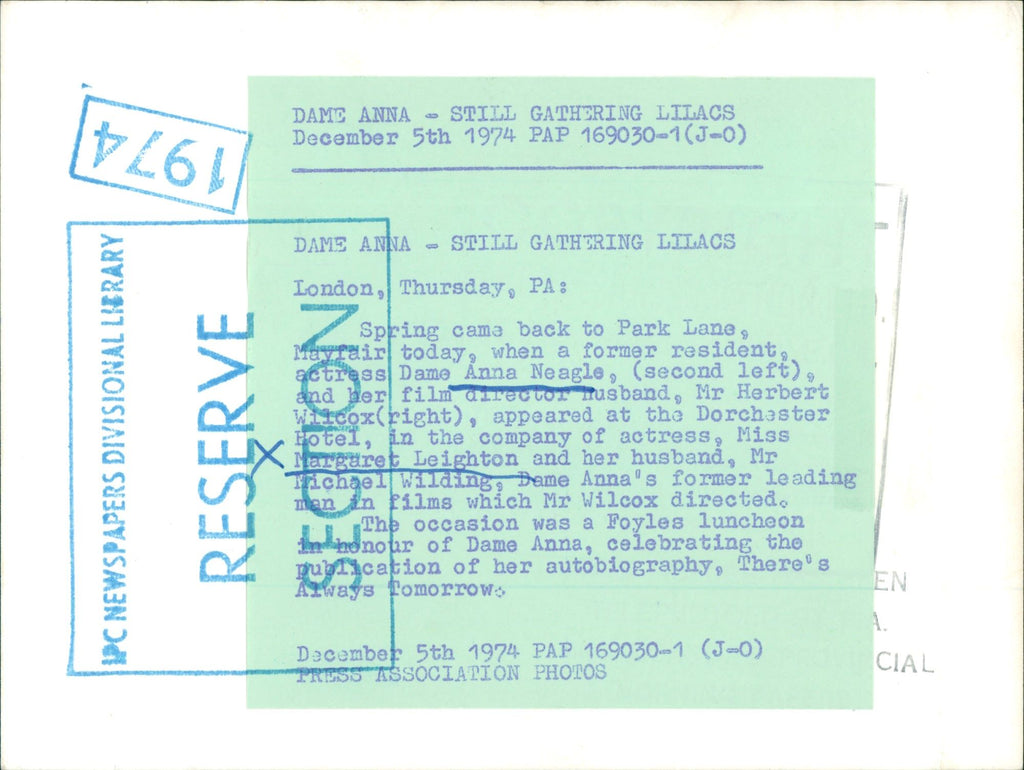 DAME ANNA - STILL GATHERING LILACS
December 5th 1974 PAP 169030-1(J-O)
1974
DAME ANNA - STILL GATHERING LILACS
London, Thursday, PA:
Spring came back to Park Lane,
Mayfair today, when a former resident,
actress Dame Anna Neagle, (second left),
and her film director husband, Mr Herbert
Wilcox(right), appeared at the Dorchester
Hotel, in the company of actress, Miss
Margaret Leighton and her husband, Mr
Michael Wilding, Dame Anna's former leading
man in films which Mr Wilcox directed.
The occasion was a Foyles luncheon
in honour of Dame Anna, celebrating the
publication of her autobiography, There's
Always Tomorrow.
December 5th 1974 PAP 169030-1 (J-O)
PRESS ASSOCIATION PHOTOS
IPC NEWSPAPERS DIVISIONAL LIBRARY
RESERVE
SECTION
EN
A.
CIAL